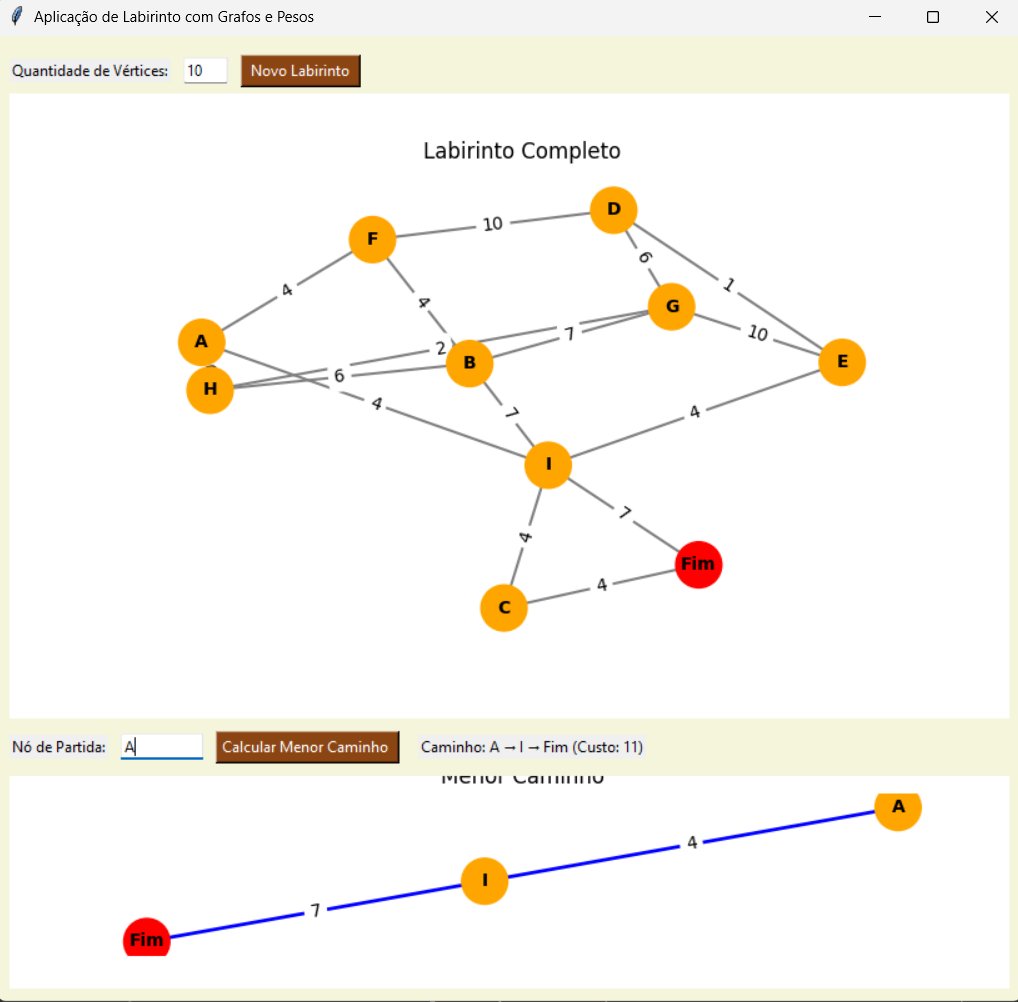 Aplicação de Labirinto com Grafos e Pesos
Quantidade de Vértices: 10 Novo Labirinto
Labirinto Completo
D
F 10
6
4 1
4
G
2 7 10
A
B E
6
H
4 7 4
I
7
4
Fim
4
C
Nó de Partida: A Calcular Menor Caminho Caminho: A → I → Fim (Custo: 11)
Menor Caminho
A
4
I
7
Fim